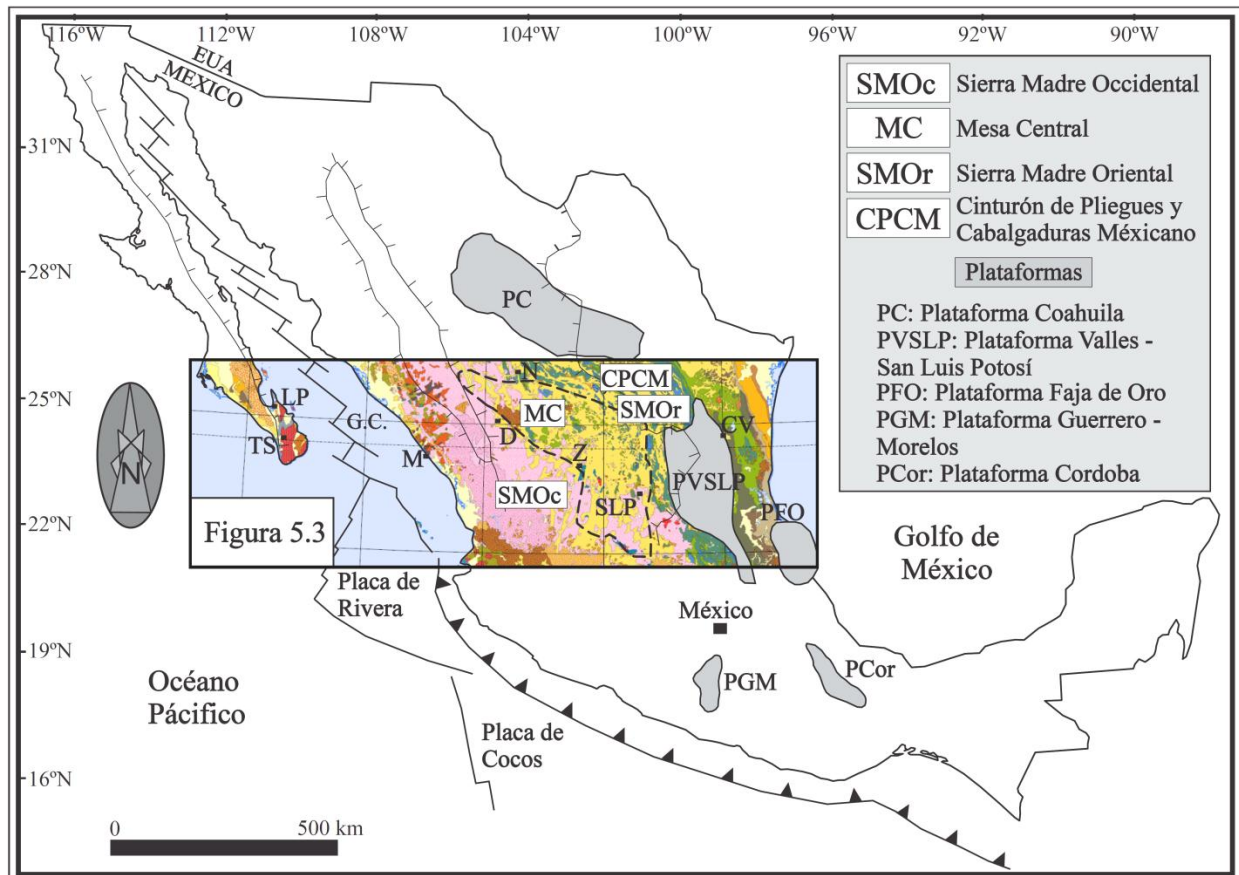 116ºW 112ºW 108ºW 104ºW 100ºW 96ºW 92ºW 90ºW
EUA
MEXICO
31ºN
28ºN
25ºN
22ºN
19ºN
16ºN
SMOc Sierra Madre Occidental
MC Mesa Central
SMOr Sierra Madre Oriental
CPCM Cinturón de Pliegues y
Cabalgaduras Méxicano
Plataformas
PC: Plataforma Coahuila
PVSLP: Plataforma Valles -
San Luis Potosí
PFO: Plataforma Faja de Oro
PGM: Plataforma Guerrero -
Morelos
PCor: Plataforma Cordoba
PC
CPCM
N
MC
SMOr
LP
G.C.
D
CV
TS
M
Z
PVSLP
SMOc
SLP
PFO
N
Figura 5.3
Golfo de
México
Placa de
Rivera
México
PGM
PCor
Océano
Pácifico
Placa de
Cocos
0 500 km